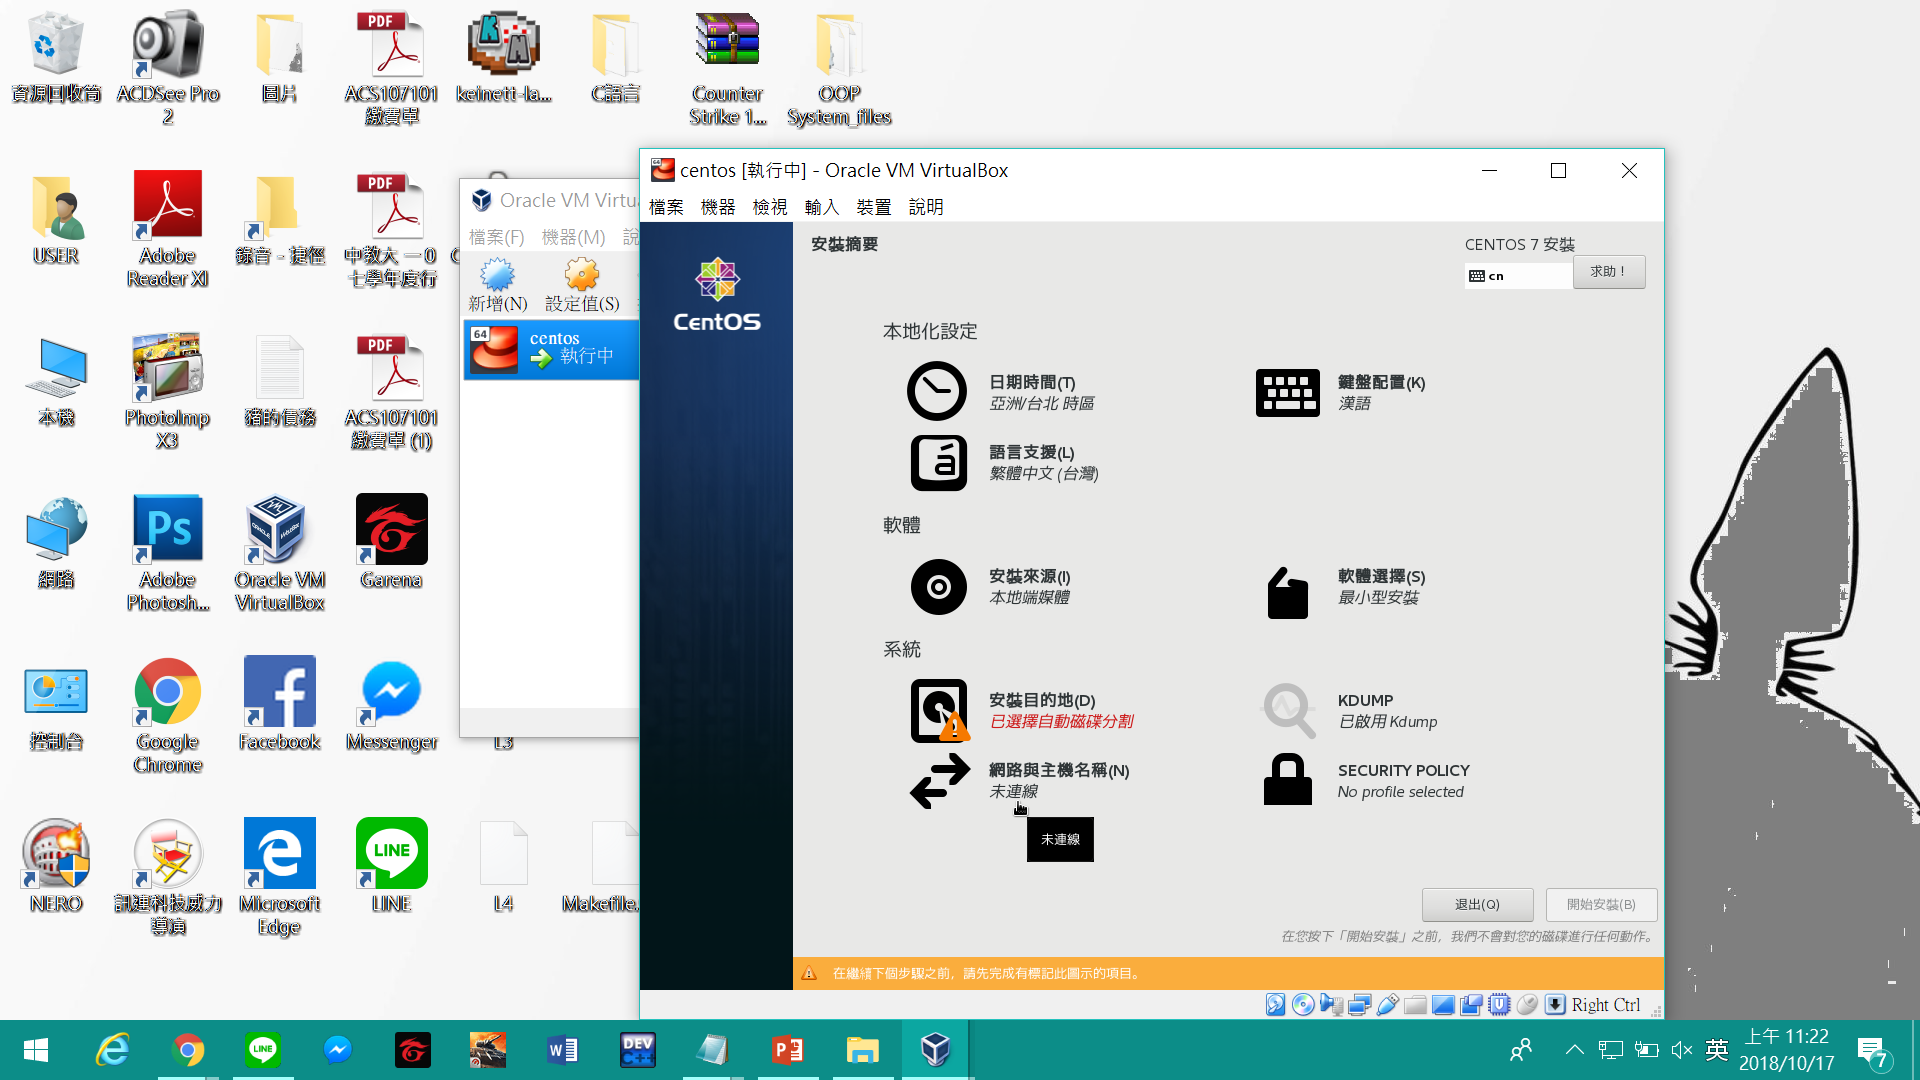 資源回收筒
ACDSee Pro 2
圖片
PDF
ACS107101 繳費單
keinett-la...
C語言
Counter Strike 1...
OOP System_files
USER
Adobe Reader XI
錄音 - 捷徑
PDF
中教大 一 0 七學年度行
本機
PhotoImp X3
豬的債務
PDF
ACS107101 繳費單 (1)
網路
Ps
Adobe Photosh...
Oracle VM VirtualBox
Garena
控制台
Google Chrome
Facebook
Messenger
L3
NERO
訊連科技威力導演
Microsoft Edge
LINE
LINE
L4
Makefile.
Oracle VM Virtu
檔案(F) 機器(M) 說
新增(N) 設定值(S)
64
centos
執行中
centos [執行中] - Oracle VM VirtualBox
檔案 機器 檢視 輸入 裝置 說明
CentOS
安裝摘要
CENTOS 7 安裝
cn
求助！
本地化設定
日期時間(T)
亞洲/台北 時區
鍵盤配置(K)
漢語
語言支援(L)
繁體中文 (台灣)
軟體
安裝來源(I)
本地端媒體
軟體選擇(S)
最小型安裝
系統
安裝目的地(D)
已選擇自動磁碟分割
KDUMP
已啟用 Kdump
網路與主機名稱(N)
未連線
SECURITY POLICY
No profile selected
未連線
退出(Q)
開始安裝(B)
在您按下「開始安裝」之前，我們不會對您的磁碟進行任何動作。
在繼續下個步驟之前，請先完成有標記此圖示的項目。
Right Ctrl
LINE
DEV C++
英
上午 11:22
2018/10/17
7